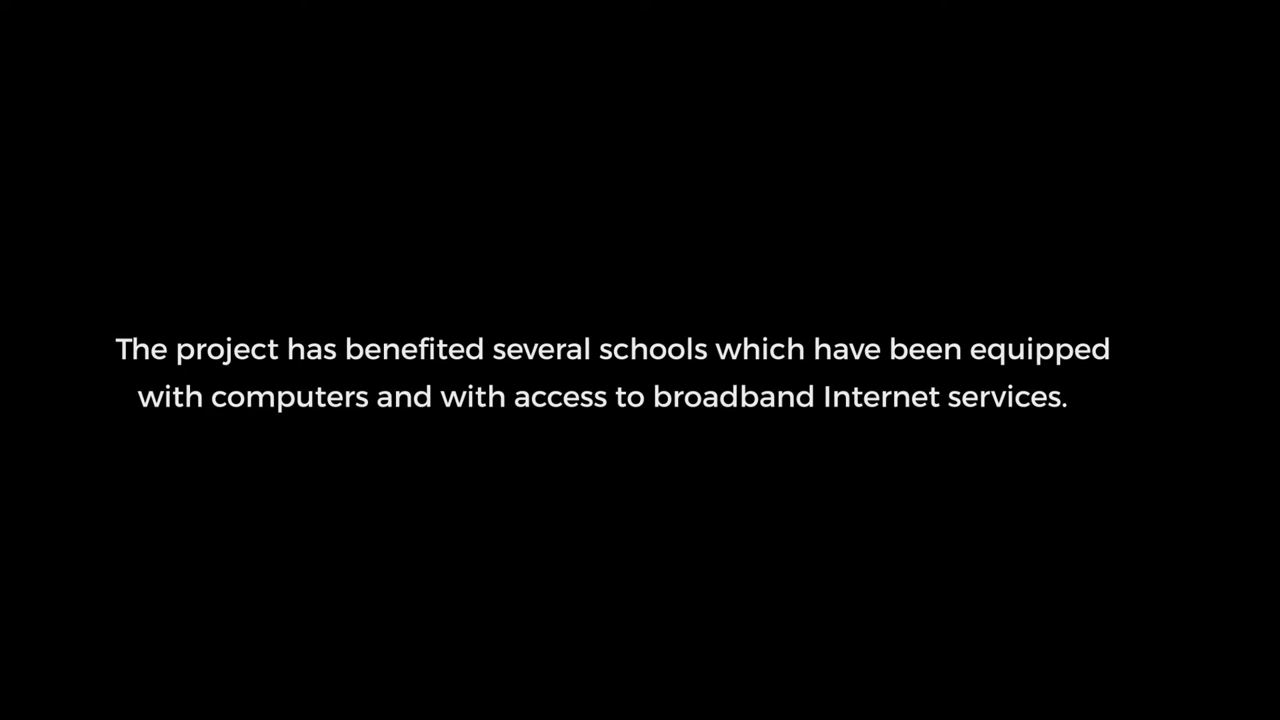 The project has benefited several schools which have been equipped
with computers and with access to broadband Internet services.